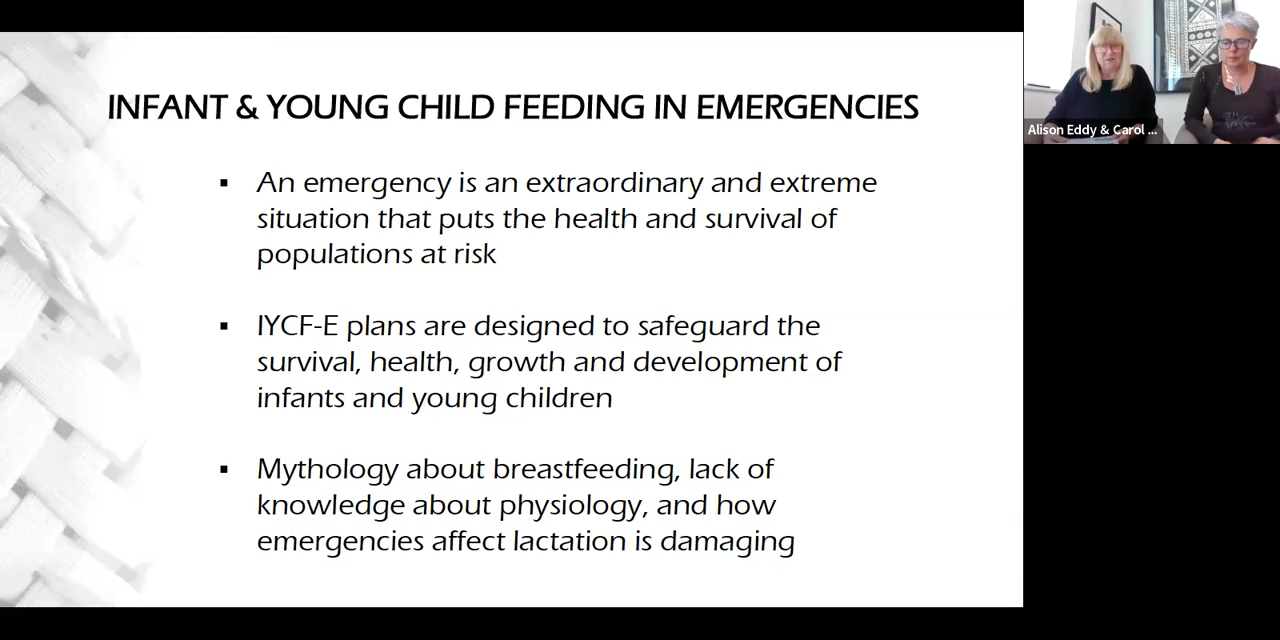 INFANT & YOUNG CHILD FEEDING IN EMERGENCIES
▪ An emergency is an extraordinary and extreme
situation that puts the health and survival of
populations at risk
▪ IYCF-E plans are designed to safeguard the
survival, health, growth and development of
infants and young children
▪ Mythology about breastfeeding, lack of
knowledge about physiology, and how
emergencies affect lactation is damaging
Alison Eddy & Carol ...